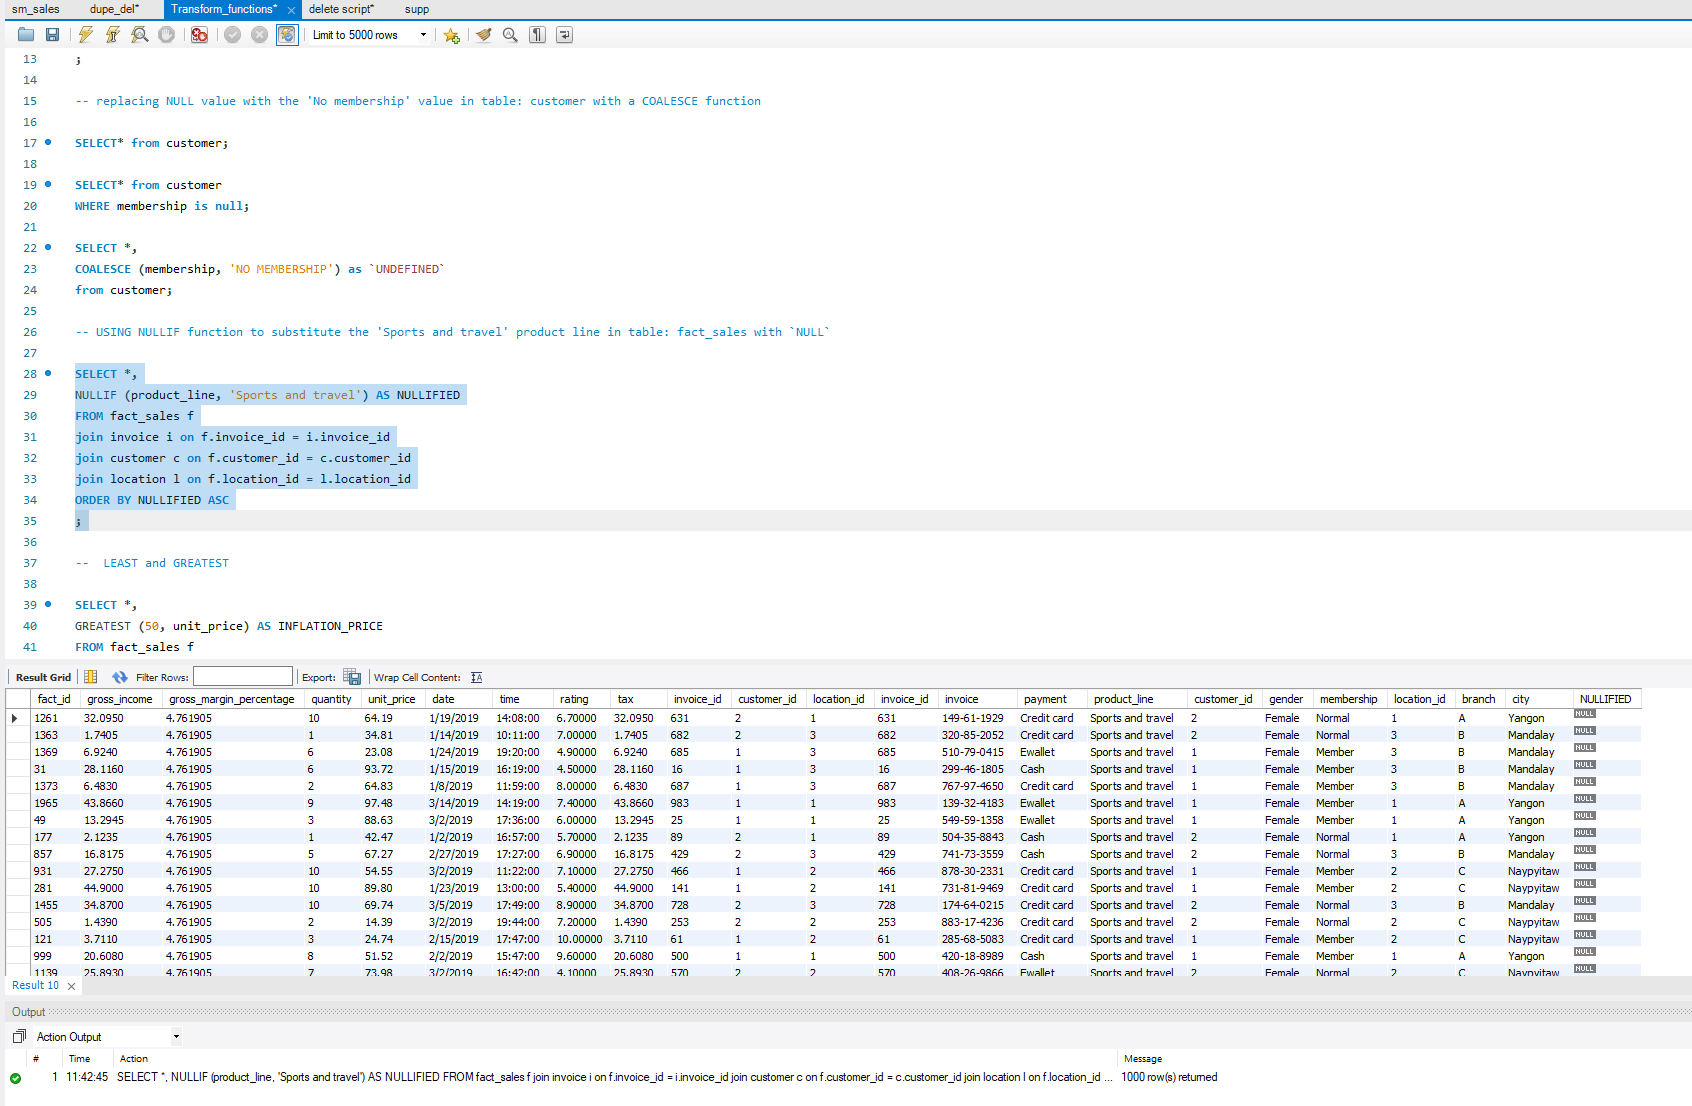 sm_sales dupe_del* Transform_functions* delete script* supp
Limit to 5000 rows
13 ;
14
15 -- replacing NULL value with the 'No membership' value in table: customer with a COALESCE function
16
17 SELECT* from customer;
18
19 SELECT* from customer
20 WHERE membership is null;
21
22 SELECT *,
23 COALESCE (membership, 'NO MEMBERSHIP') as `UNDEFINED`
24 from customer;
25
26 -- USING NULLIF function to substitute the 'Sports and travel' product line in table: fact_sales with `NULL`
27
28 SELECT *,
29 NULLIF (product_line, 'Sports and travel') AS NULLIFIED
30 FROM fact_sales f
31 join invoice i on f.invoice_id = i.invoice_id
32 join customer c on f.customer_id = c.customer_id
33 join location l on f.location_id = l.location_id
34 ORDER BY NULLIFIED ASC
35 ;
36
37 -- LEAST and GREATEST
38
39 SELECT *,
40 GREATEST (50, unit_price) AS INFLATION_PRICE
41 FROM fact_sales f
Result Grid Filter Rows: Export: Wrap Cell Content:
fact_id gross_income gross_margin_percentage quantity unit_price date time rating tax invoice_id customer_id location_id invoice_id invoice payment product_line customer_id gender membership location_id branch city NULLIFIED
1261 32.0950 4.761905 10 64.19 1/19/2019 14:08:00 6.70000 32.0950 631 2 1 631 149-61-1929 Credit card Sports and travel 2 Female Normal 1 A Yangon NULL
1363 1.7405 4.761905 1 34.81 1/14/2019 10:11:00 7.00000 1.7405 682 2 3 682 320-85-2052 Credit card Sports and travel 2 Female Normal 3 B Mandalay NULL
1369 6.9240 4.761905 6 23.08 1/24/2019 19:20:00 4.90000 6.9240 685 1 3 685 510-79-0415 Ewallet Sports and travel 1 Female Member 3 B Mandalay NULL
31 28.1160 4.761905 6 93.72 1/15/2019 16:19:00 4.50000 28.1160 16 1 3 16 299-46-1805 Cash Sports and travel 1 Female Member 3 B Mandalay NULL
1373 6.4830 4.761905 2 64.83 1/8/2019 11:59:00 8.00000 6.4830 687 1 3 687 767-97-4650 Credit card Sports and travel 1 Female Member 3 B Mandalay NULL
1965 43.8660 4.761905 9 97.48 3/14/2019 14:19:00 7.40000 43.8660 983 1 1 983 139-32-4183 Ewallet Sports and travel 1 Female Member 1 A Yangon NULL
49 13.2945 4.761905 3 88.63 3/2/2019 17:36:00 6.00000 13.2945 25 1 1 25 549-59-1358 Ewallet Sports and travel 1 Female Member 1 A Yangon NULL
177 2.1235 4.761905 1 42.47 1/2/2019 16:57:00 5.70000 2.1235 89 2 1 89 504-35-8843 Cash Sports and travel 2 Female Normal 1 A Yangon NULL
857 16.8175 4.761905 5 67.27 2/27/2019 17:27:00 6.90000 16.8175 429 2 3 429 741-73-3559 Cash Sports and travel 2 Female Normal 3 B Mandalay NULL
931 27.2750 4.761905 10 54.55 3/2/2019 11:22:00 7.10000 27.2750 466 1 2 466 878-30-2331 Credit card Sports and travel 1 Female Member 2 C Naypyitaw NULL
281 44.9000 4.761905 10 89.80 1/23/2019 13:00:00 5.40000 44.9000 141 1 2 141 731-81-9469 Credit card Sports and travel 1 Female Member 2 C Naypyitaw NULL
1455 34.8700 4.761905 10 69.74 3/5/2019 17:49:00 8.90000 34.8700 728 2 3 728 174-64-0215 Credit card Sports and travel 2 Female Normal 3 B Mandalay NULL
505 1.4390 4.761905 2 14.39 3/2/2019 19:44:00 7.20000 1.4390 253 2 2 253 883-17-4236 Credit card Sports and travel 2 Female Normal 2 C Naypyitaw NULL
121 3.7110 4.761905 3 24.74 2/15/2019 17:47:00 10.00000 3.7110 61 1 2 61 285-68-5083 Credit card Sports and travel 1 Female Member 2 C Naypyitaw NULL
999 20.6080 4.761905 8 51.52 2/2/2019 15:47:00 9.60000 20.6080 500 1 1 500 420-18-8989 Cash Sports and travel 1 Female Member 1 A Yangon NULL
1139 25.8930 4.761905 7 73.98 3/2/2019 16:42:00 4.10000 25.8930 570 2 2 570 408-26-9866 Ewallet Sports and travel 2 Female Normal 2 C Naypyitaw NULL
Result 10
Output
Action Output
# Time Action Message
1 11:42:45 SELECT *, NULLIF (product_line, 'Sports and travel') AS NULLIFIED FROM fact_sales f join invoice i on f.invoice_id = i.invoice_id join customer c on f.customer_id = c.customer_id join location l on f.location_id ... 1000 row(s) returned